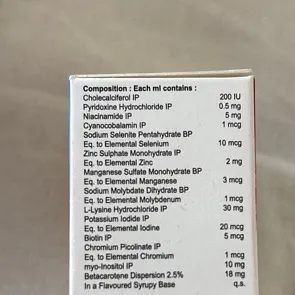 Composition : Each ml contains :
Cholecalciferol IP 200 IU
Pyridoxine Hydrochloride IP 0.5 mg
Niacinamide IP 5 mg
Cyanocobalamin IP 1 mcg
Sodium Selenite Pentahydrate BP
Eq. to Elemental Selenium 10 mcg
Zinc Sulphate Monohydrate IP
Eq. to Elemental Zinc 2 mg
Manganese Sulfate Monohydrate BP
Eq. to Elemental Manganese 3 mcg
Sodium Molybdate Dihydrate BP
Eq. to Elemental Molybdenum 1 mcg
L-Lysine Hydrochloride IP 30 mg
Potassium Iodide IP
Eq. to Elemental Iodine 20 mcg
Biotin IP 5 mcg
Chromium Picolinate IP
Eq. to Elemental Chromium 1 mcg
myo-Inositol IP 10 mg
Betacarotene Dispersion 2.5% 18 mg
In a Flavoured Syrupy Base q.s.